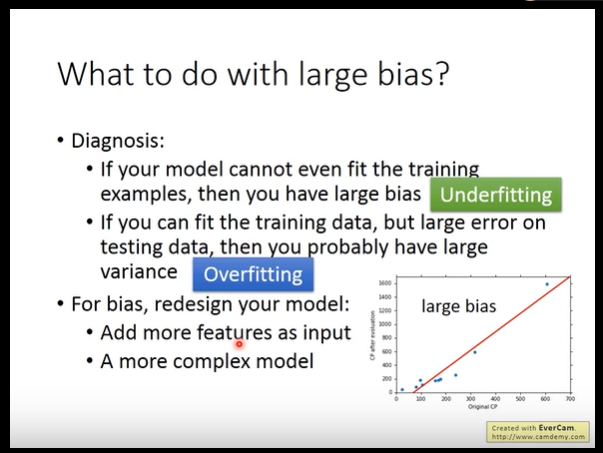 What to do with large bias?
• Diagnosis:
• If your model cannot even fit the training
examples, then you have large bias Underfitting
• If you can fit the training data, but large error on
testing data, then you probably have large
variance Overfitting
• For bias, redesign your model:
• Add more features as input
• A more complex model
large bias
CP after evaluation
1600
1400
1200
1000
800
600
400
200
0
0 100 200 300 400 500 600 700
Original CP
Created with EverCam.
http://www.camdemy.com